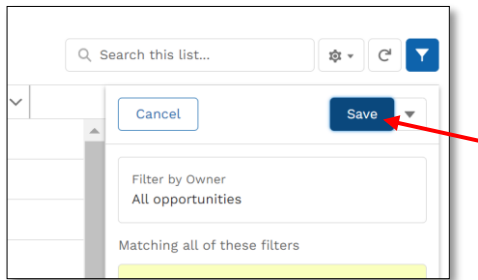 Search this list...
Cancel
Save
Filter by Owner
All opportunities
Matching all of these filters